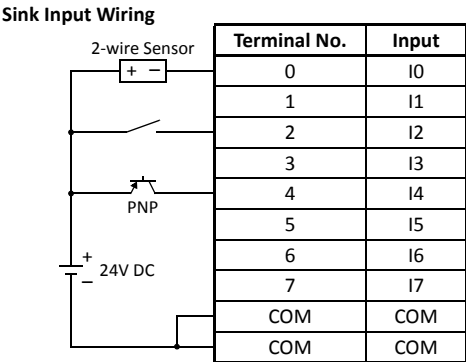 Sink Input Wiring
2-wire Sensor
+ −
PNP
+
24V DC
−
Terminal No. Input
0 I0
1 I1
2 I2
3 I3
4 I4
5 I5
6 I6
7 I7
COM COM
COM COM